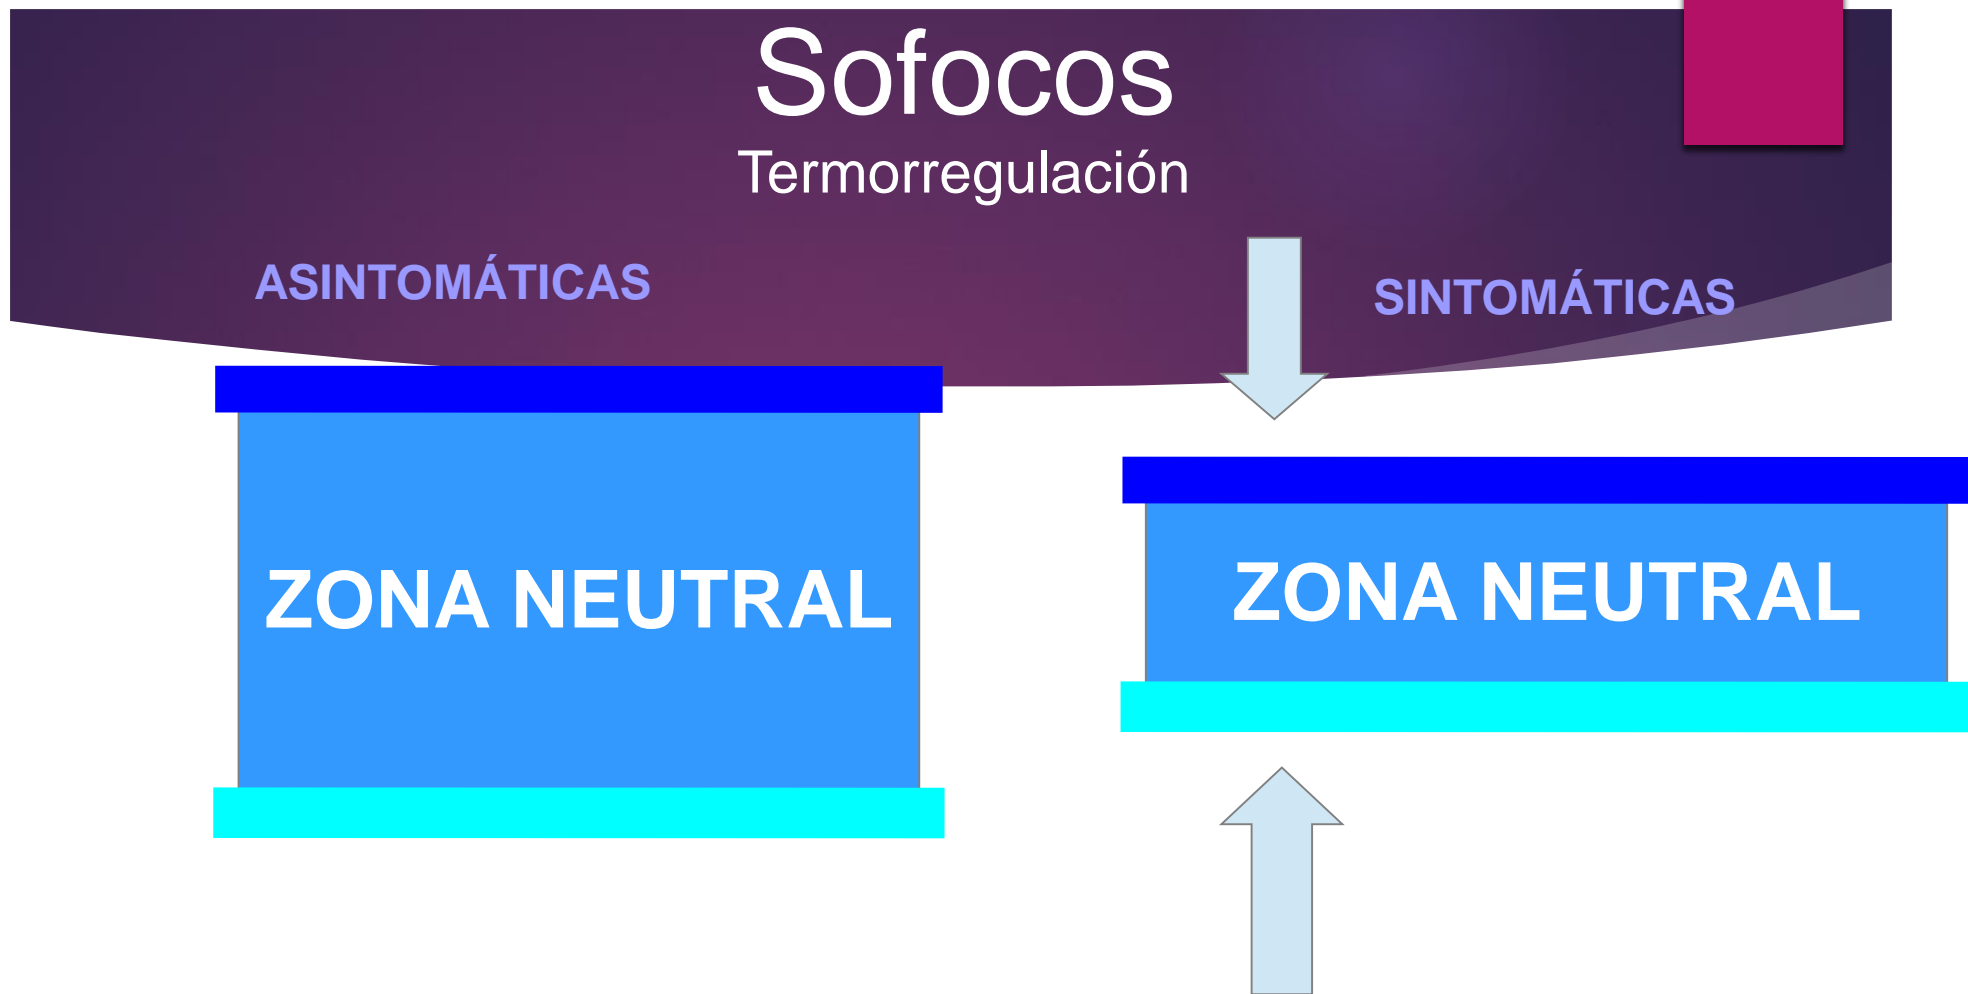 Sofocos
Termorregulación
ASINTOMÁTICAS
SINTOMÁTICAS
ZONA NEUTRAL
ZONA NEUTRAL